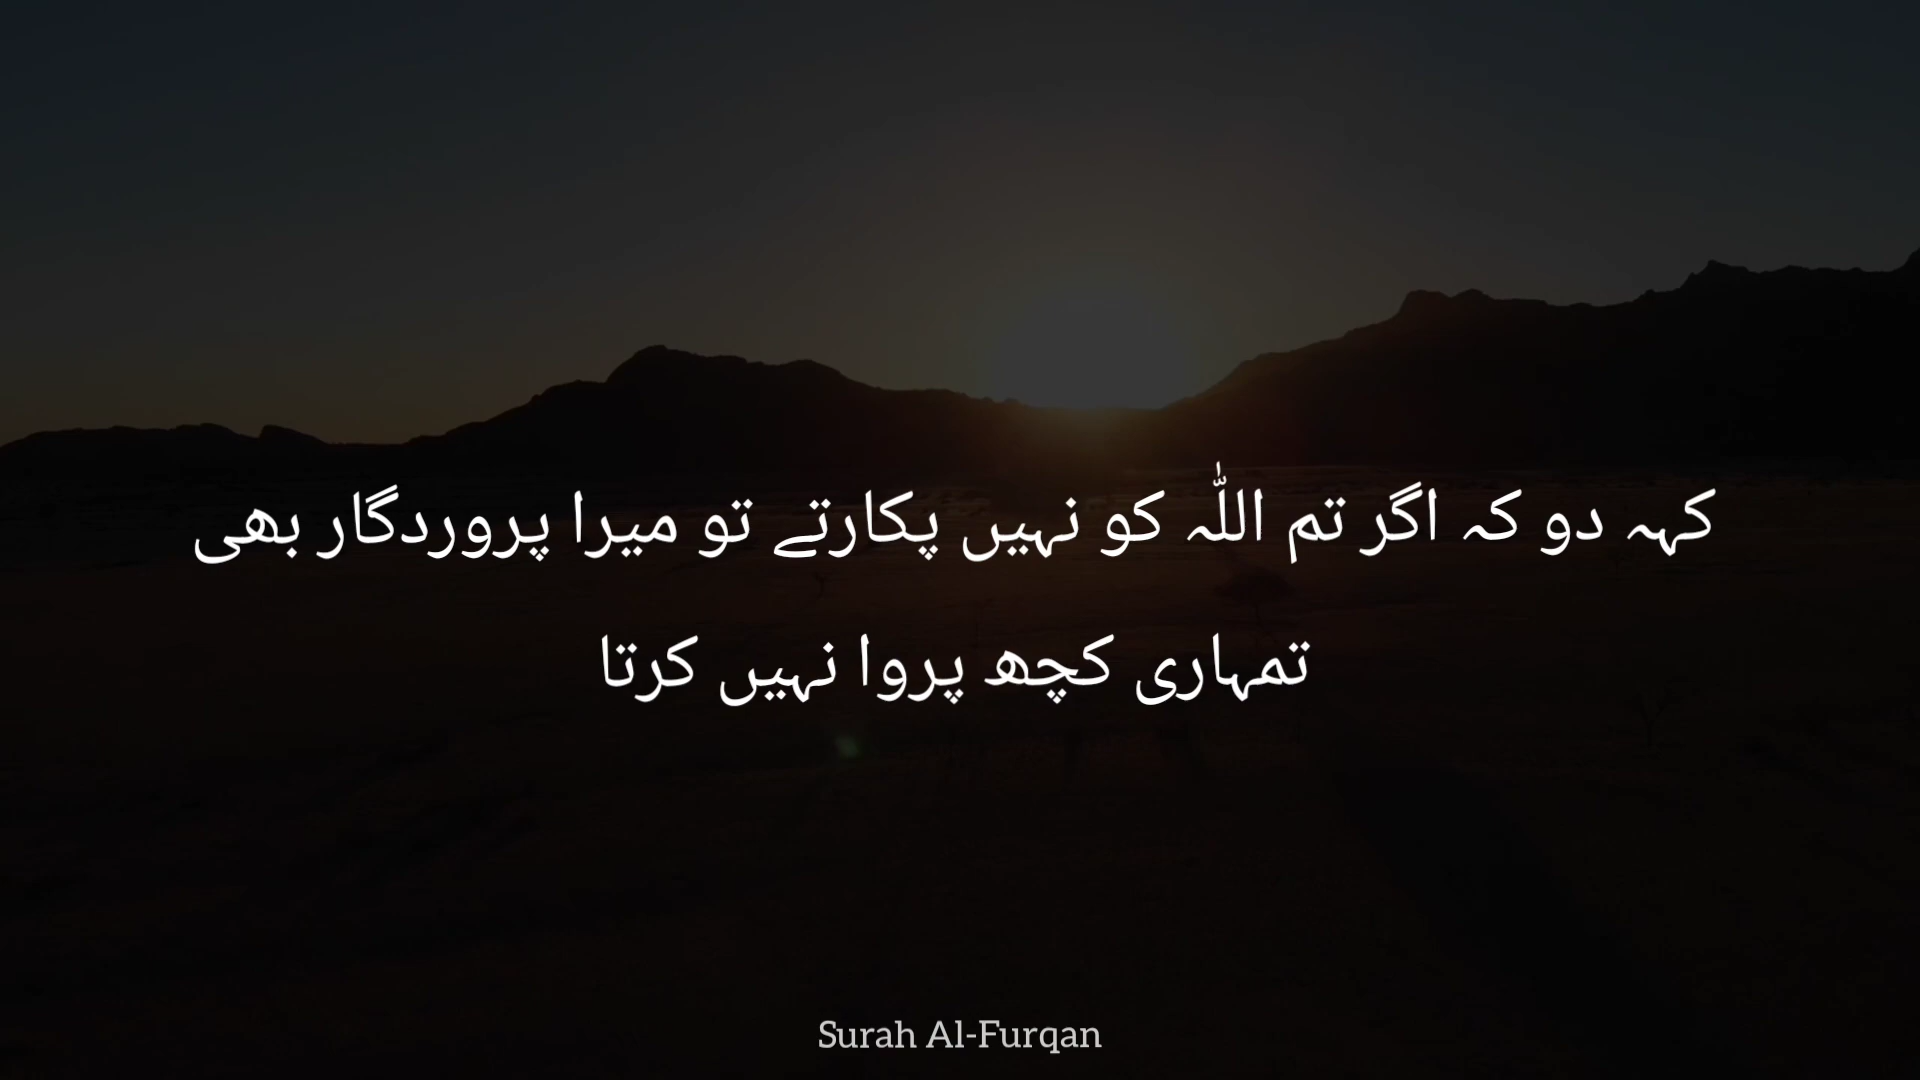 کہہ دو کہ اگر تم اللّٰہ کو نہیں پکارتے تو میرا پروردگار بھی
تمہاری کچھ پروا نہیں کرتا
Surah Al-Furqan